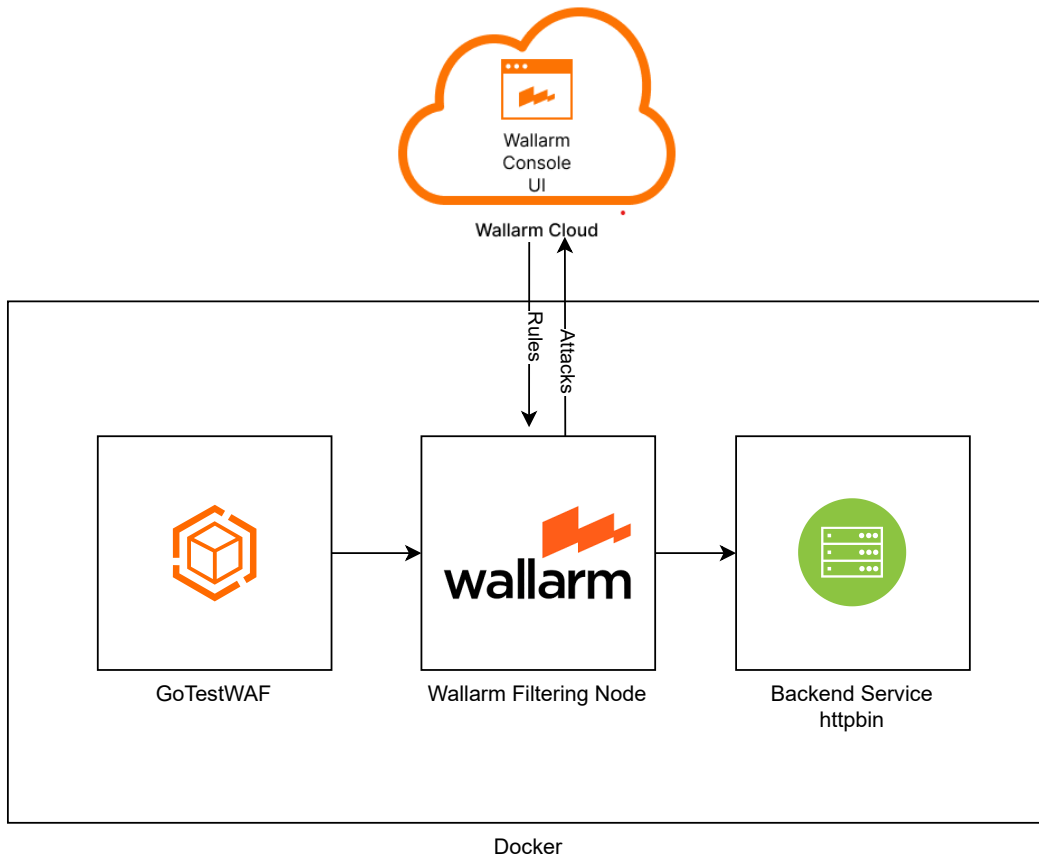 Wallarm
Console
UI
Wallarm Cloud
Rules
Attacks
wallarm
GoTestWAF
Wallarm Filtering Node
Backend Service
httpbin
Docker